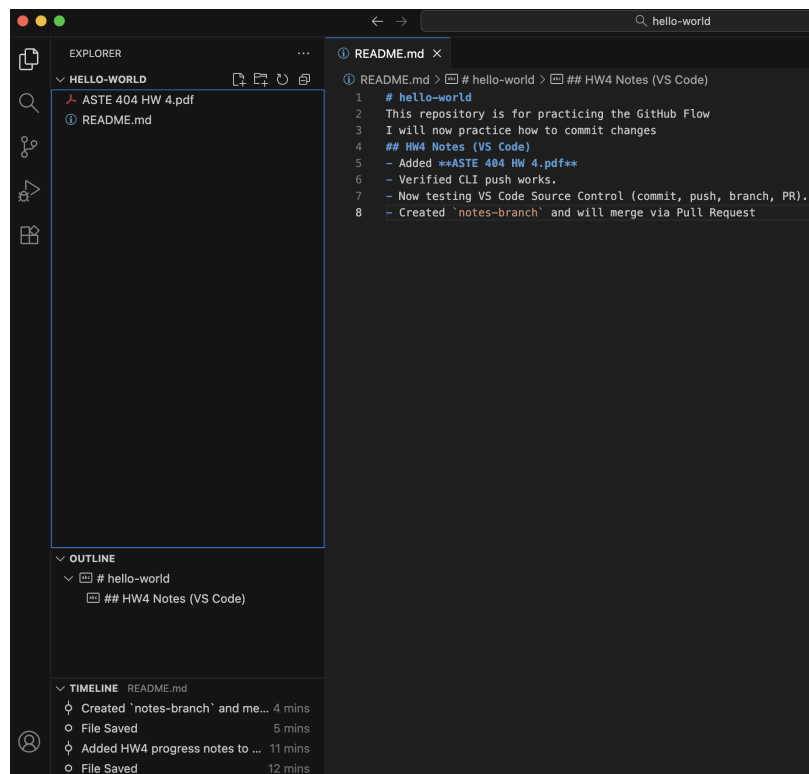 hello-world
EXPLORER
HELLO-WORLD
ASTE 404 HW 4.pdf
README.md
OUTLINE
# hello-world
## HW4 Notes (VS Code)
TIMELINE README.md
Created `notes-branch` and me... 4 mins
File Saved 5 mins
Added HW4 progress notes to ... 11 mins
File Saved 12 mins
README.md
README.md > # hello-world > ## HW4 Notes (VS Code)
1 # hello-world
2 This repository is for practicing the GitHub Flow
3 I will now practice how to commit changes
4 ## HW4 Notes (VS Code)
5 - Added **ASTE 404 HW 4.pdf**
6 - Verified CLI push works.
7 - Now testing VS Code Source Control (commit, push, branch, PR).
8 - Created `notes-branch` and will merge via Pull Request